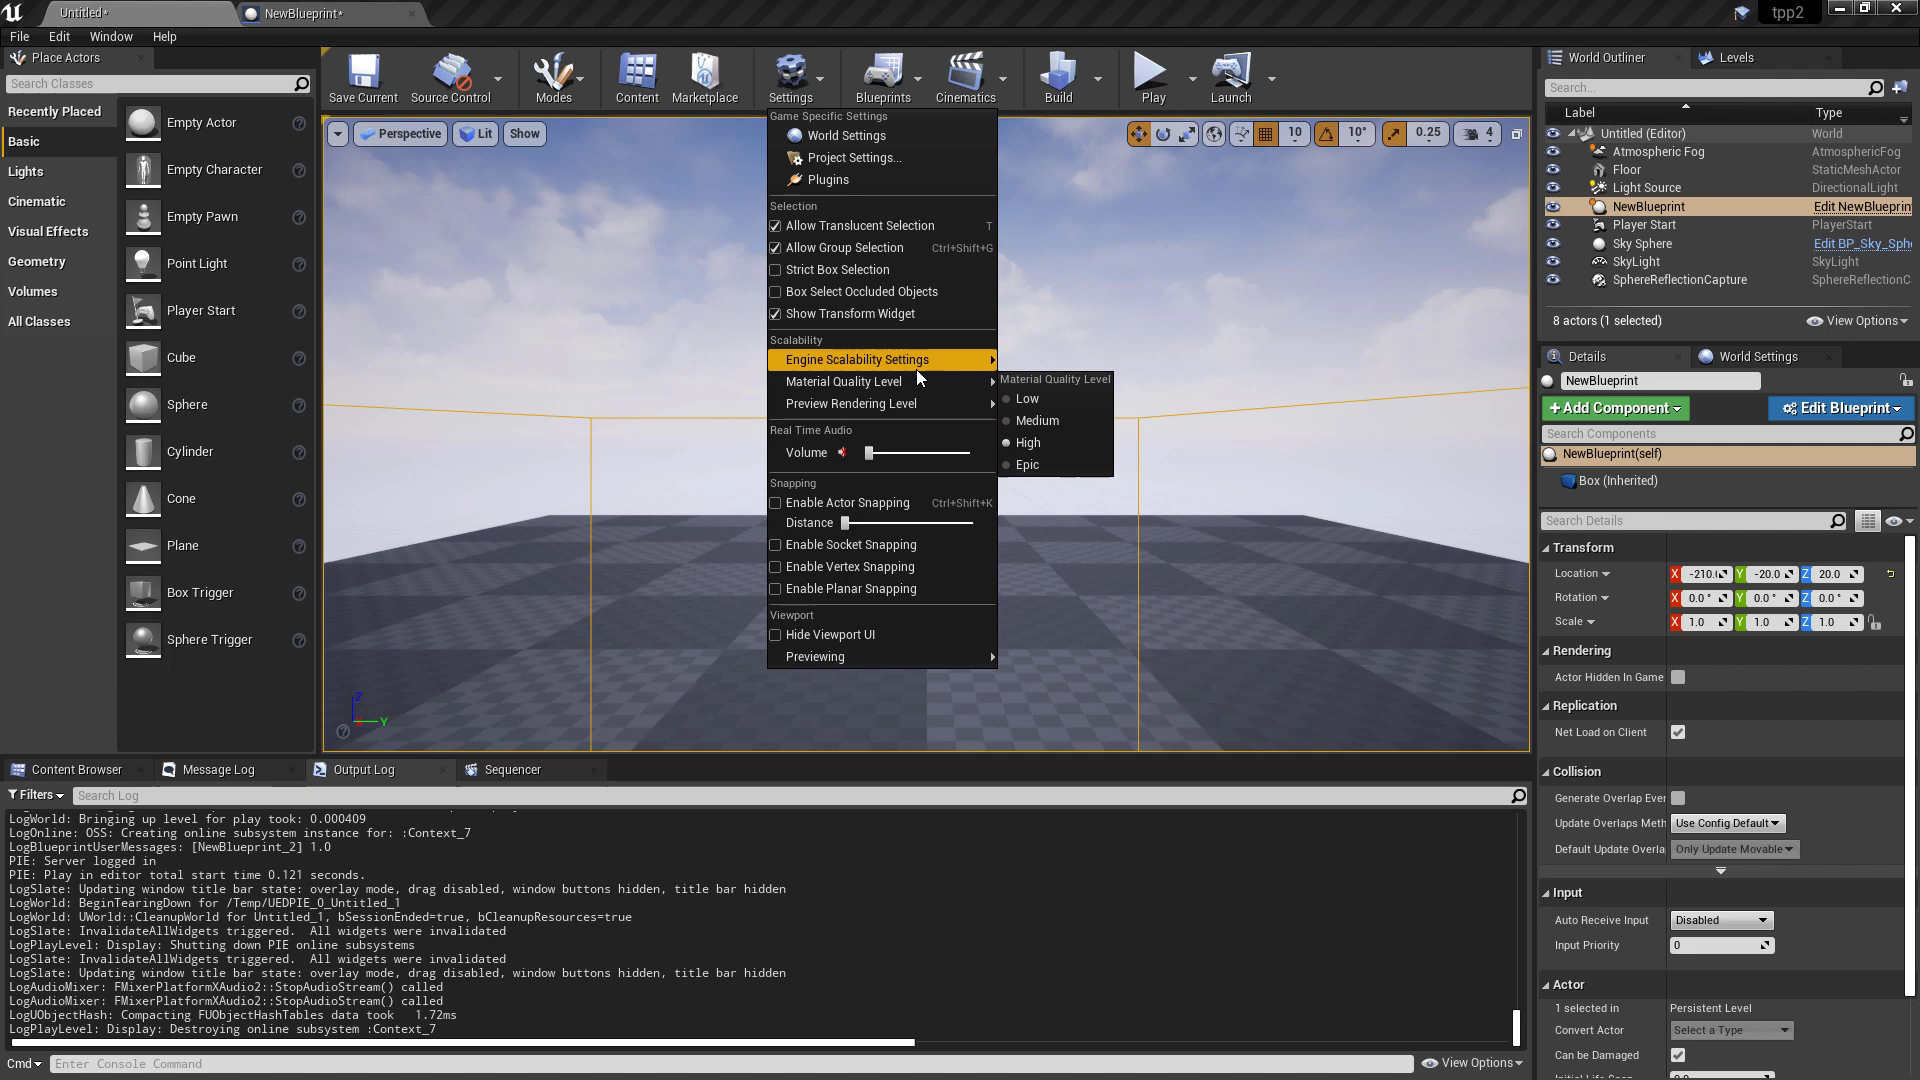 Untitled*
NewBlueprint*
tpp2
File
Edit
Window
Help
Place Actors
Search Classes
Recently Placed
Basic
Lights
Cinematic
Visual Effects
Geometry
Volumes
All Classes
Empty Actor
Empty Character
Empty Pawn
Point Light
Player Start
Cube
Sphere
Cylinder
Cone
Plane
Box Trigger
Sphere Trigger
Save Current
Source Control
Modes
Content
Marketplace
Settings
Blueprints
Cinematics
Build
Play
Launch
Perspective
Lit
Show
10
10°
0.25
4
Game Specific Settings
World Settings
Project Settings...
Plugins
Selection
Allow Translucent Selection T
Allow Group Selection Ctrl+Shift+G
Strict Box Selection
Box Select Occluded Objects
Show Transform Widget
Scalability
Engine Scalability Settings
Material Quality Level
Preview Rendering Level
Real Time Audio
Volume
Snapping
Enable Actor Snapping Ctrl+Shift+K
Distance
Enable Socket Snapping
Enable Vertex Snapping
Enable Planar Snapping
Viewport
Hide Viewport UI
Previewing
Material Quality Level
Low
Medium
High
Epic
Z
X
Y
World Outliner
Levels
Search...
Label Type
Untitled (Editor) World
Atmospheric Fog AtmosphericFog
Floor StaticMeshActor
Light Source DirectionalLight
NewBlueprint Edit NewBlueprin
Player Start PlayerStart
Sky Sphere Edit BP_Sky_Sph
SkyLight SkyLight
SphereReflectionCapture SphereReflectionC
8 actors (1 selected)
View Options
Details
World Settings
NewBlueprint
+Add Component
Edit Blueprint
Search Components
NewBlueprint(self)
Box (Inherited)
Search Details
Transform
Location X -210.( Y -20.0 Z 20.0
Rotation X 0.0 ° Y 0.0 ° Z 0.0 °
Scale X 1.0 Y 1.0 Z 1.0
Rendering
Actor Hidden In Game
Replication
Net Load on Client
Collision
Generate Overlap Ever
Update Overlaps Meth Use Config Default
Default Update Overla Only Update Movable
Input
Auto Receive Input Disabled
Input Priority 0
Actor
1 selected in Persistent Level
Convert Actor Select a Type
Can be Damaged
Content Browser
Message Log
Output Log
Sequencer
Filters
Search Log
LogWorld: Bringing up level for play took: 0.000409
LogOnline: OSS: Creating online subsystem instance for: :Context_7
LogBlueprintUserMessages: [NewBlueprint_2] 1.0
PIE: Server logged in
PIE: Play in editor total start time 0.121 seconds.
LogSlate: Updating window title bar state: overlay mode, drag disabled, window buttons hidden, title bar hidden
LogWorld: BeginTearingDown for /Temp/UEDPIE_0_Untitled_1
LogWorld: UWorld::CleanupWorld for Untitled_1, bSessionEnded=true, bCleanupResources=true
LogSlate: InvalidateAllWidgets triggered.  All widgets were invalidated
LogPlayLevel: Display: Shutting down PIE online subsystems
LogSlate: InvalidateAllWidgets triggered.  All widgets were invalidated
LogSlate: Updating window title bar state: overlay mode, drag disabled, window buttons hidden, title bar hidden
LogAudioMixer: FMixerPlatformXAudio2::StopAudioStream() called
LogAudioMixer: FMixerPlatformXAudio2::StopAudioStream() called
LogUObjectHash: Compacting FUObjectHashTables data took   1.72ms
LogPlayLevel: Display: Destroying online subsystem :Context_7
Cmd
Enter Console Command
View Options